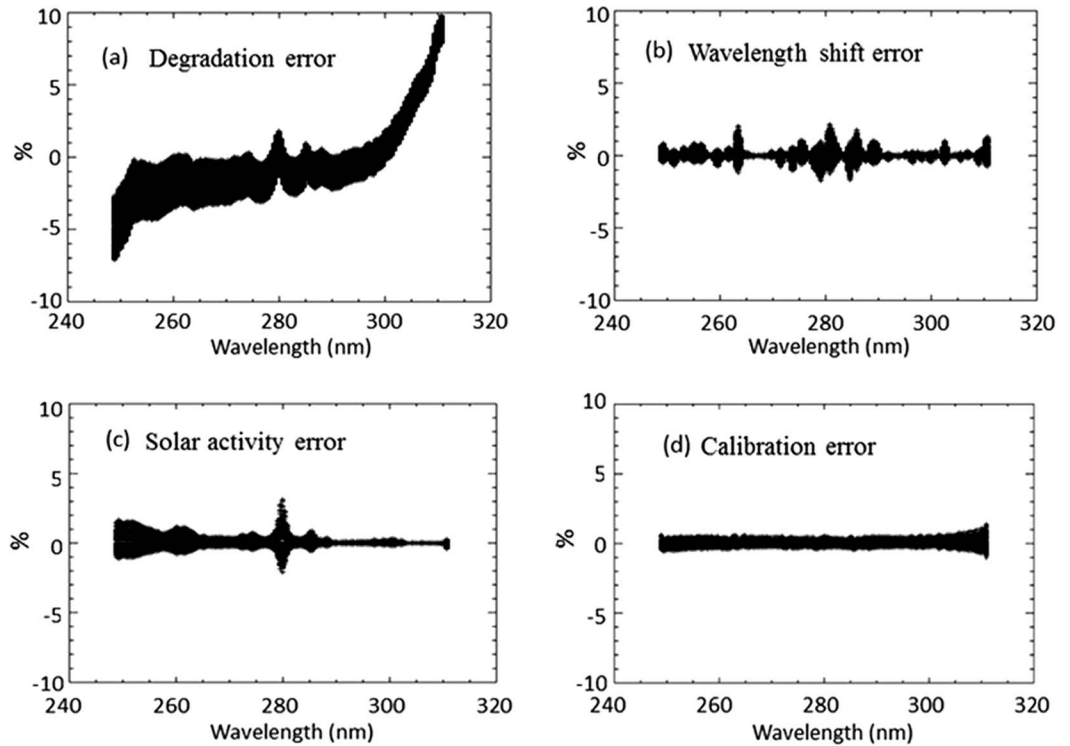 10
5
0
-5
-10
%
(a) Degradation error
240 260 280 300 320
Wavelength (nm)
10
5
0
-5
-10
%
(b) Wavelength shift error
240 260 280 300 320
Wavelength (nm)
10
5
0
-5
-10
%
(c) Solar activity error
240 260 280 300 320
Wavelength (nm)
10
5
0
-5
-10
%
(d) Calibration error
240 260 280 300 320
Wavelength (nm)